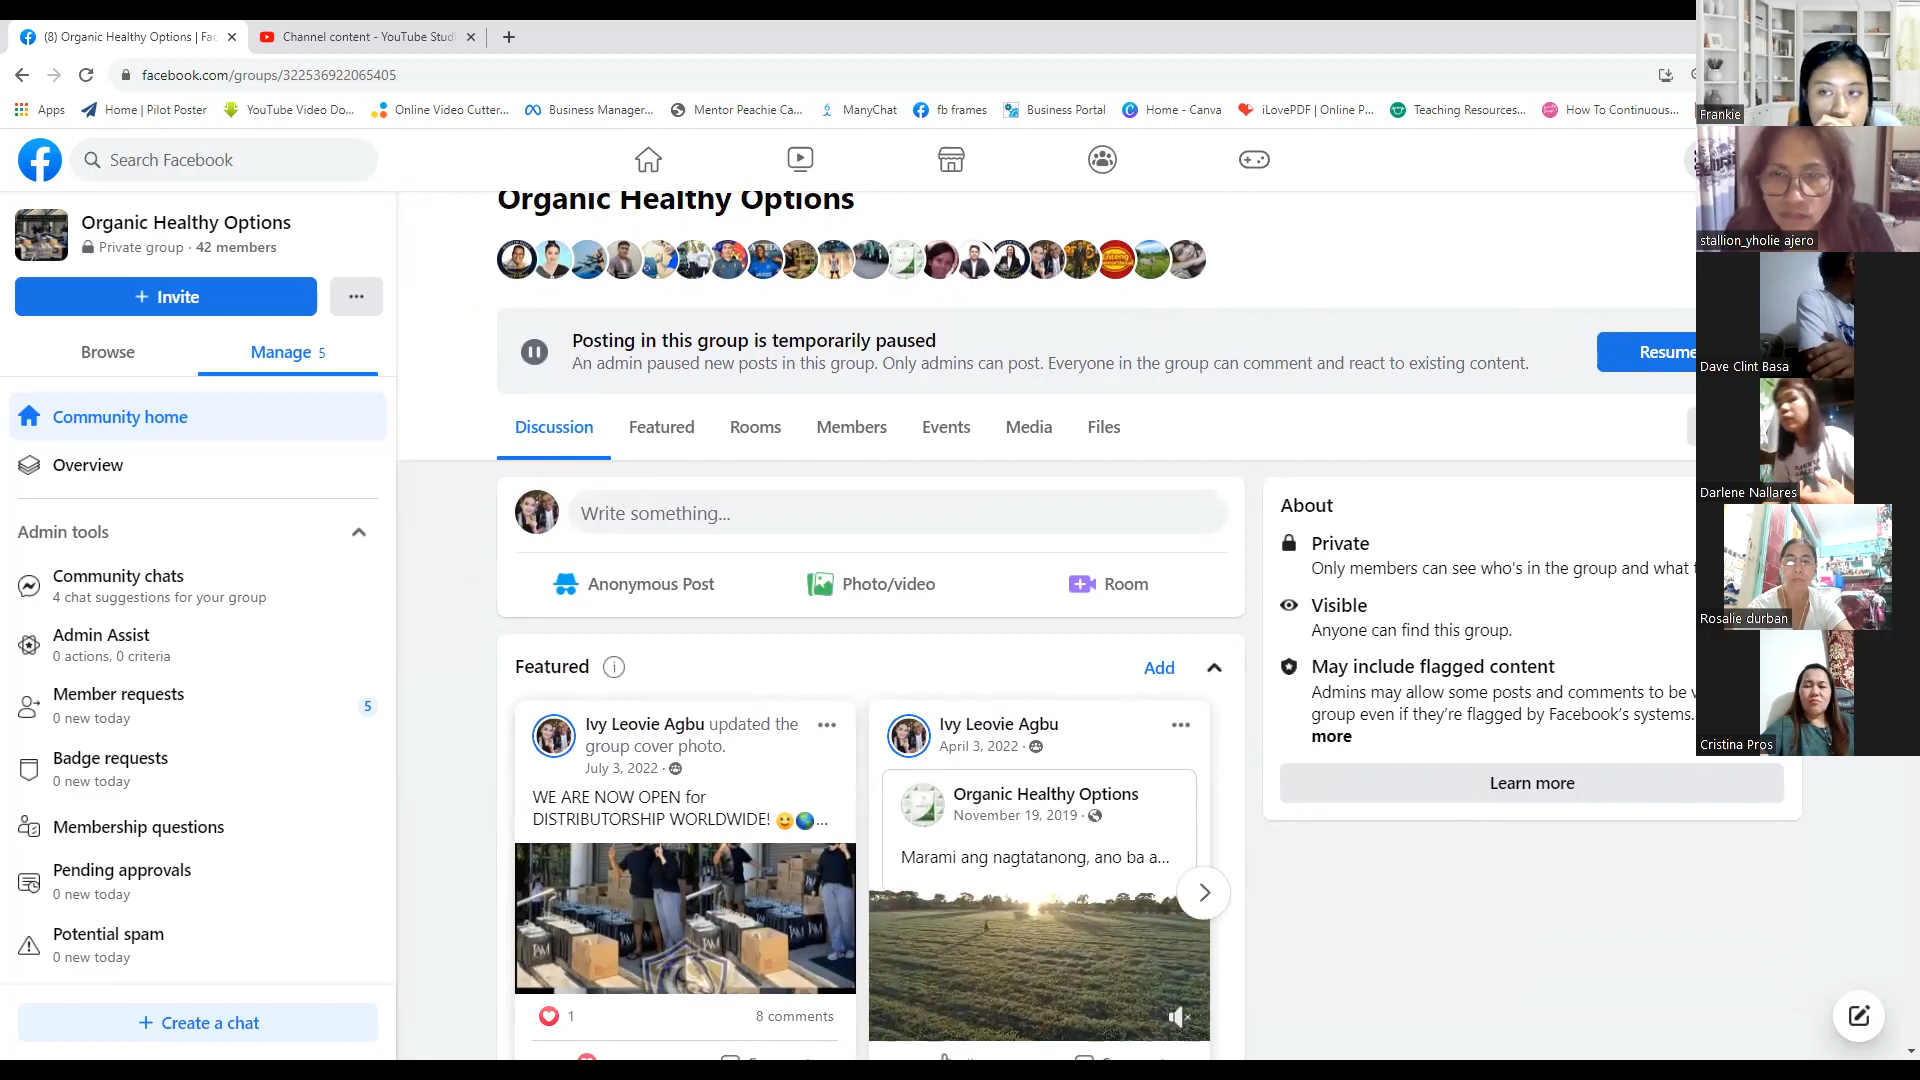 (8) Organic Healthy Options | Fac
Channel content - YouTube Studi
facebook.com/groups/322536922065405
Apps
Home | Pilot Poster
YouTube Video Do...
Online Video Cutter...
Business Manager...
Mentor Peachie Ca...
ManyChat
fb frames
Business Portal
Home - Canva
iLovePDF | Online P...
Teaching Resources...
How To Continuous...
Search Facebook
Organic Healthy Options
Private group · 42 members
+ Invite
Browse
Manage 5
Community home
Overview
Admin tools
Community chats
4 chat suggestions for your group
Admin Assist
0 actions, 0 criteria
Member requests
0 new today
5
Badge requests
0 new today
Membership questions
Pending approvals
0 new today
Potential spam
0 new today
+ Create a chat
Organic Healthy Options
Posting in this group is temporarily paused
An admin paused new posts in this group. Only admins can post. Everyone in the group can comment and react to existing content.
Resume
Discussion
Featured
Rooms
Members
Events
Media
Files
Write something...
Anonymous Post
Photo/video
Room
Featured
Add
Ivy Leovie Agbu updated the
group cover photo.
July 3, 2022 ·
WE ARE NOW OPEN for
DISTRIBUTORSHIP WORLDWIDE! 😀🌏...
IAM
1
8 comments
Ivy Leovie Agbu
April 3, 2022 ·
Organic Healthy Options
November 19, 2019 ·
Marami ang nagtatanong, ano ba a...
About
Private
Only members can see who's in the group and what t
Visible
Anyone can find this group.
May include flagged content
Admins may allow some posts and comments to be v
group even if they're flagged by Facebook's systems.
more
Learn more
Frankie
stallion_yholie ajero
Dave Clint Basa
Darlene Nallares
Rosalie durban
Cristina Pros